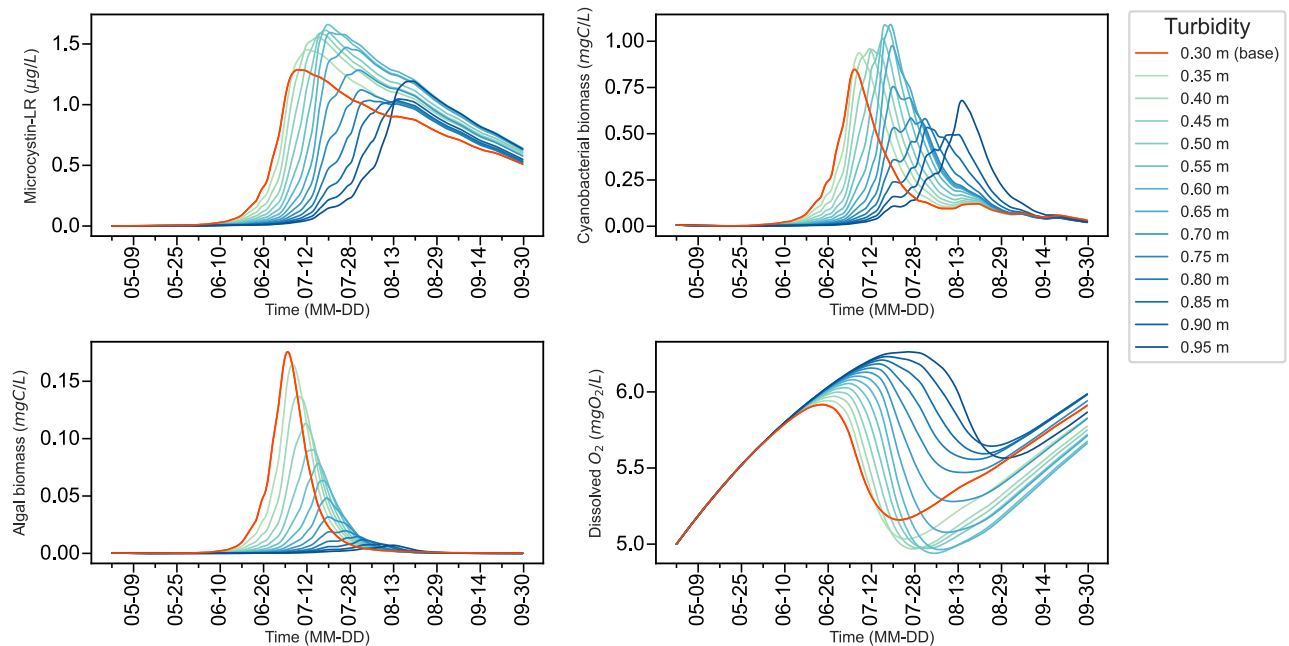 Microcystin-LR (µg/L)
1.5
1.0
0.5
0.0
05-09
05-25
06-10
06-26
07-12
07-28
08-13
08-29
09-14
09-30
Time (MM-DD)
Cyanobacterial biomass (mgC/L)
1.00
0.75
0.50
0.25
0.00
05-09
05-25
06-10
06-26
07-12
07-28
08-13
08-29
09-14
09-30
Time (MM-DD)
Turbidity
0.30 m (base)
0.35 m
0.40 m
0.45 m
0.50 m
0.55 m
0.60 m
0.65 m
0.70 m
0.75 m
0.80 m
0.85 m
0.90 m
0.95 m
Algal biomass (mgC/L)
0.15
0.10
0.05
0.00
05-09
05-25
06-10
06-26
07-12
07-28
08-13
08-29
09-14
09-30
Time (MM-DD)
Dissolved O₂ (mgO₂/L)
6.0
5.5
5.0
05-09
05-25
06-10
06-26
07-12
07-28
08-13
08-29
09-14
09-30
Time (MM-DD)